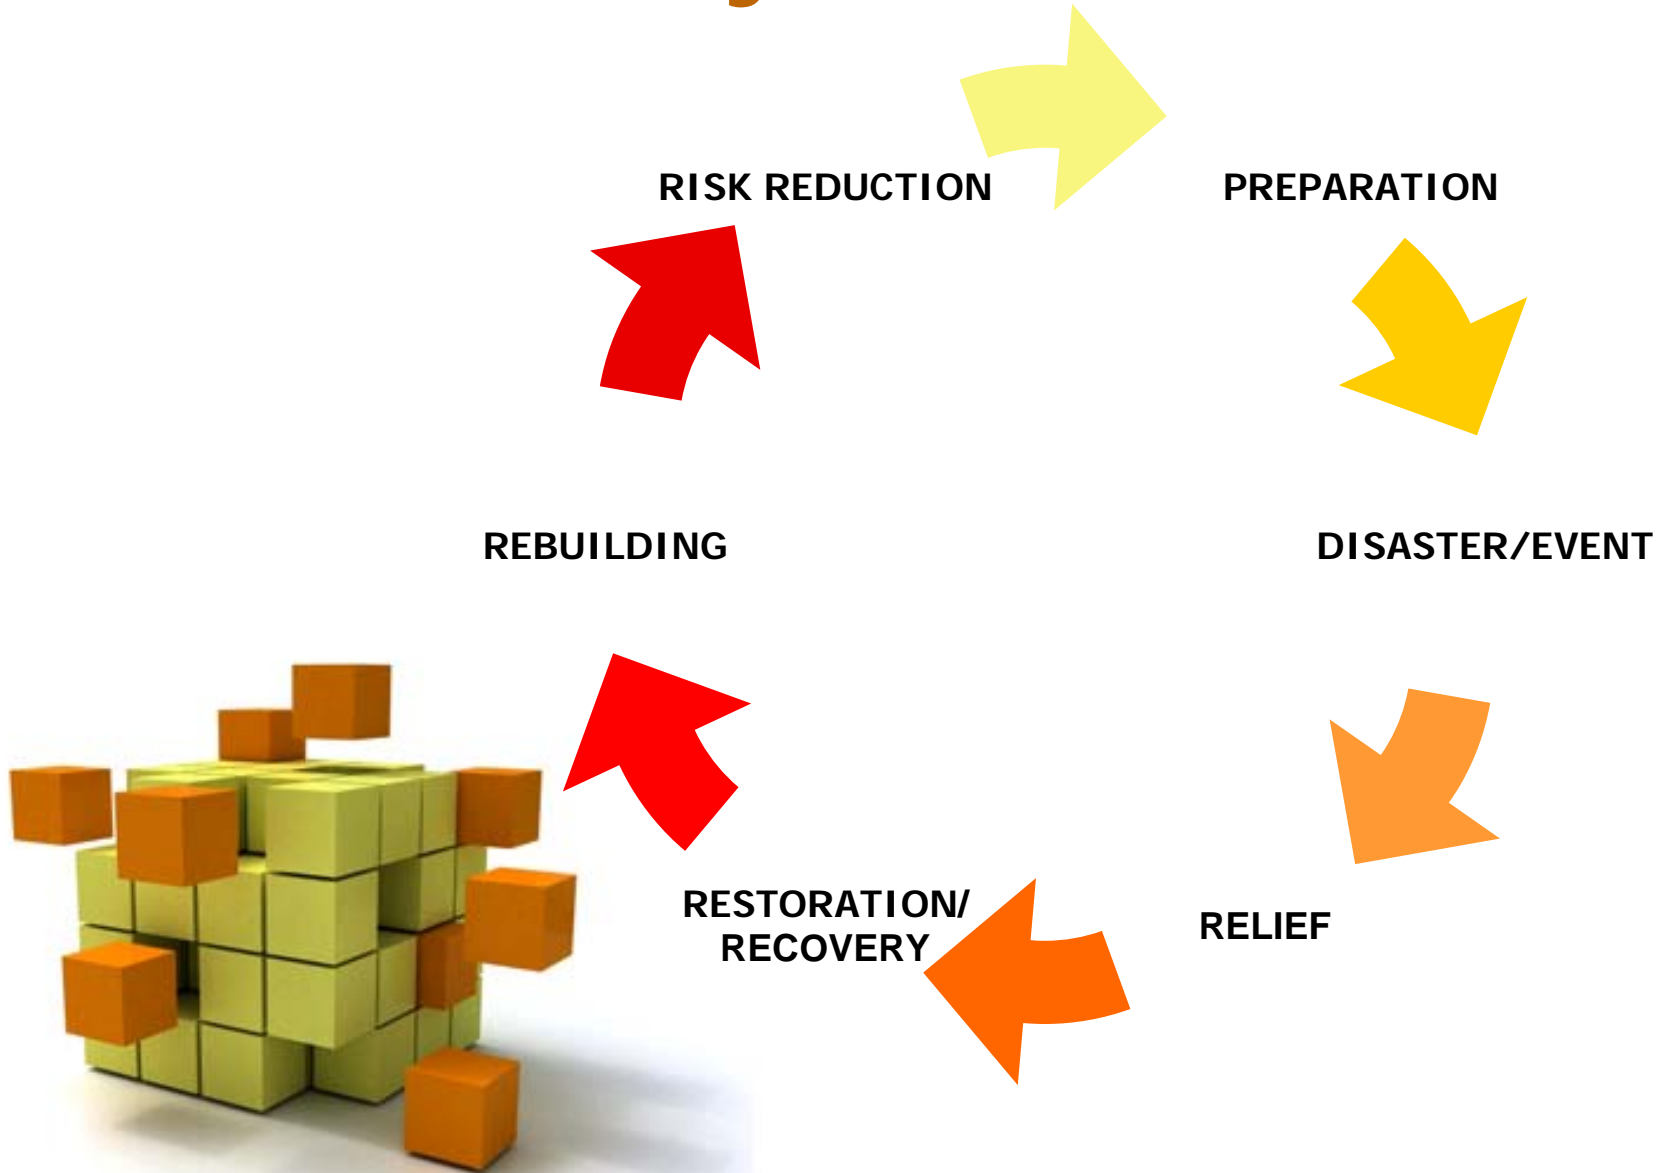 RISK REDUCTION
PREPARATION
DISASTER/EVENT
RELIEF
RESTORATION/
RECOVERY
REBUILDING